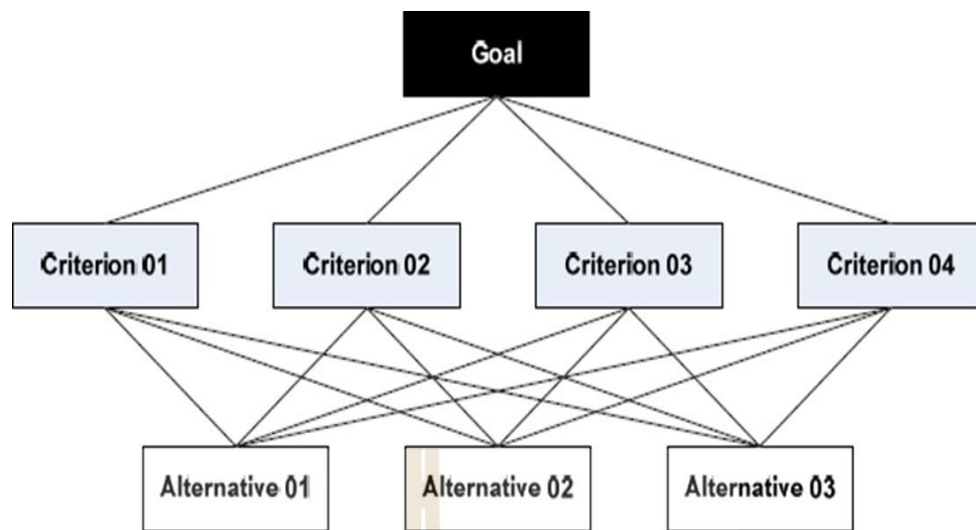 Goal
Criterion 01
Criterion 02
Criterion 03
Criterion 04
Alternative 01
Alternative 02
Alternative 03